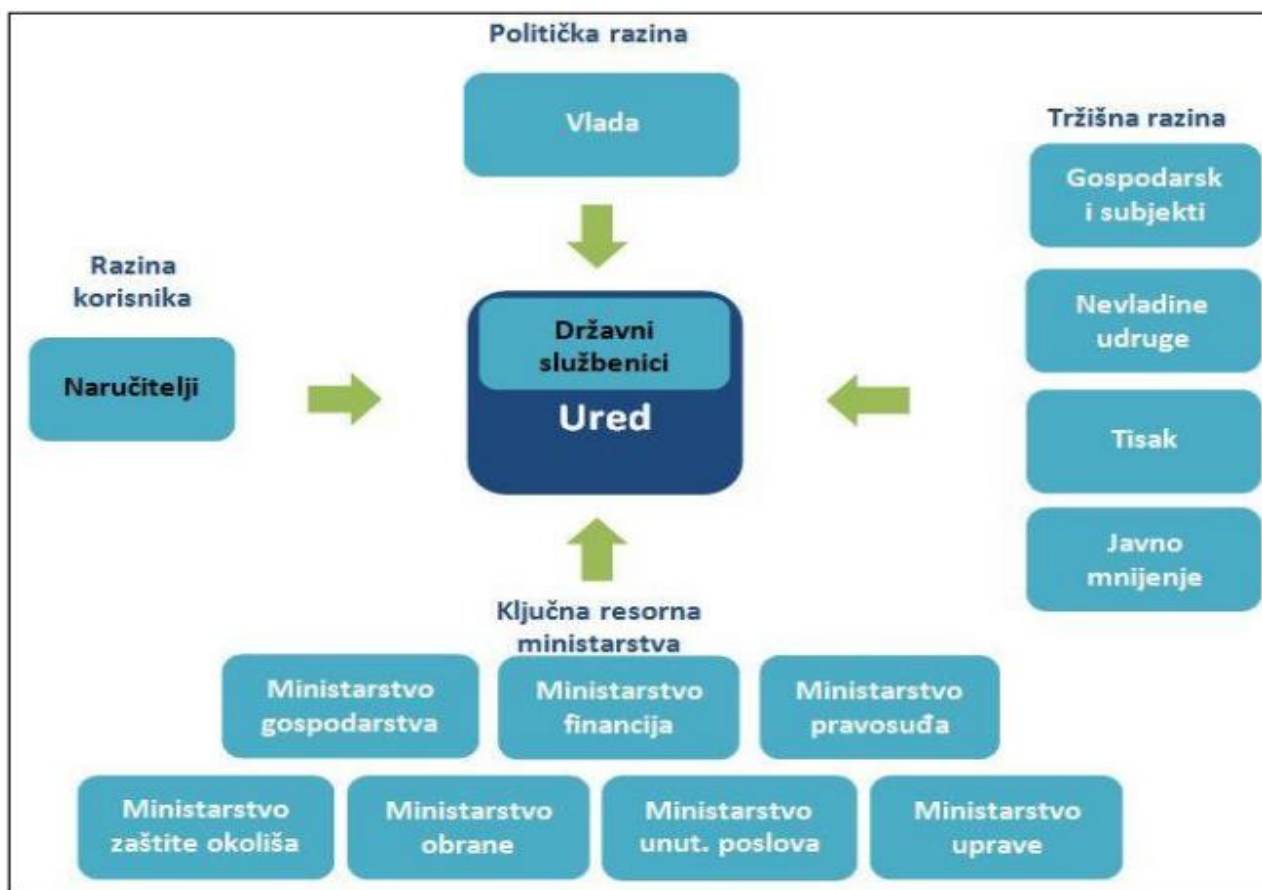 Politička razina
Vlada
Tržišna razina
Gospodarsk
i subjekti
Nevladine
udruge
Tisak
Javno
mnijenje
Razina
korisnika
Naručitelji
Državni
službenici
Ured
Ključna resorna
ministarstva
Ministarstvo
gospodarstva
Ministarstvo
financija
Ministarstvo
pravosuđa
Ministarstvo
zaštite okoliša
Ministarstvo
obrane
Ministarstvo
unut. poslova
Ministarstvo
uprave